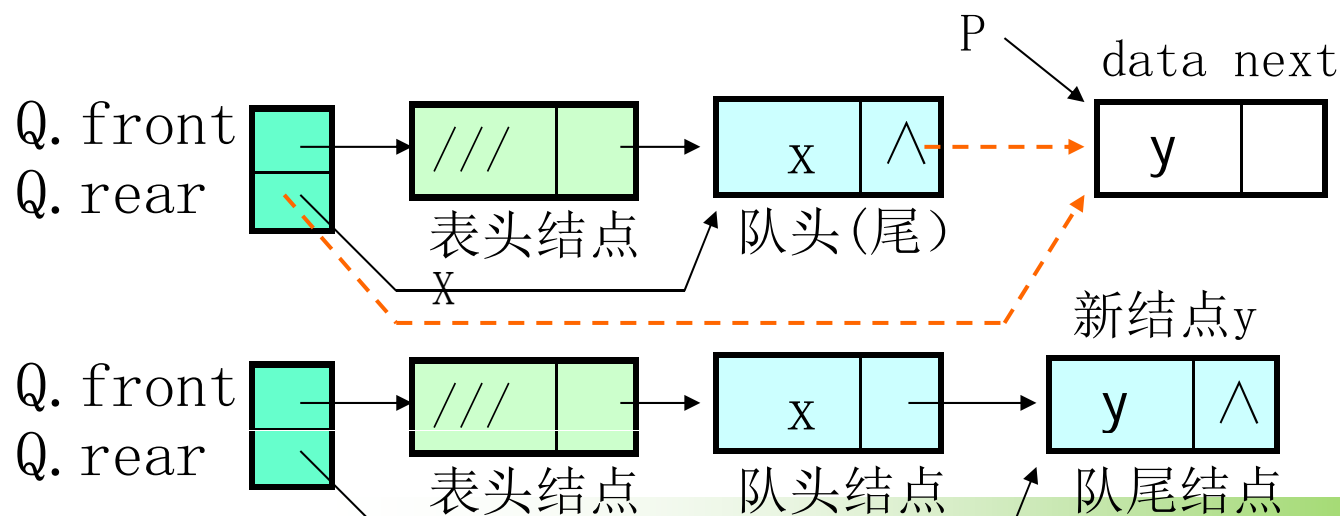 P
data next
Q.front
/// x ∧ y
Q.rear
表头结点 队头(尾)
X
新结点y
Q.front
/// x y ∧
Q.rear
表头结点 队头结点 队尾结点